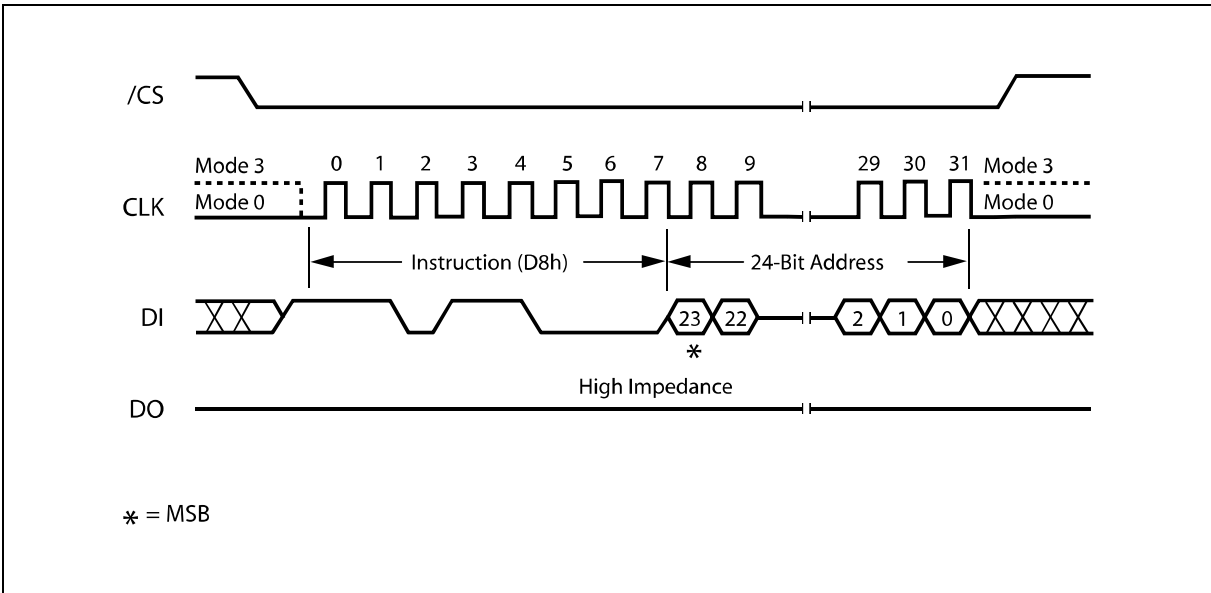 /CS
Mode 3 0 1 2 3 4 5 6 7 8 9 29 30 31 Mode 3
CLK Mode 0 Mode 0
Instruction (D8h) 24-Bit Address
DI 23 22 2 1 0
*
High Impedance
DO
* = MSB